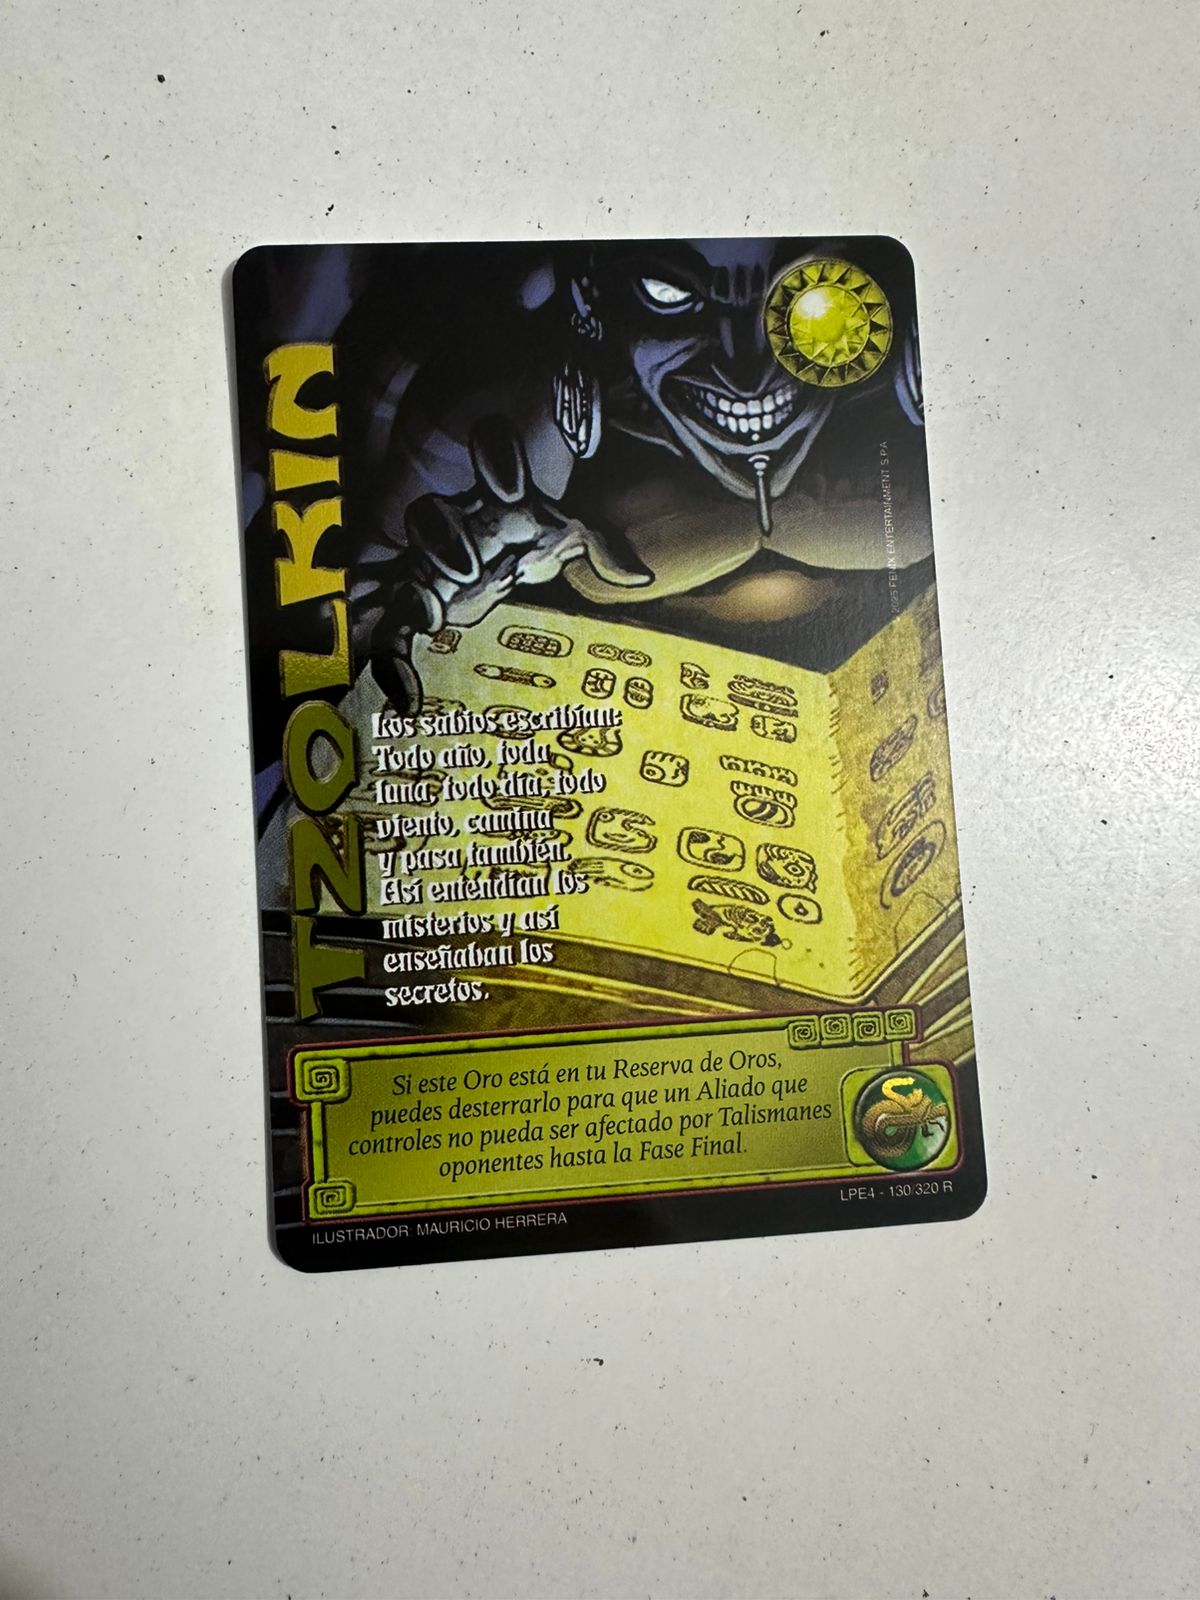 TZOLKIN
2025 FENIX ENTERTAINMENT S.P.A
Los sabios escribían:
Todo año, toda
luna, todo día, todo
viento, camina
y pasa también.
Así entendían los
misterios y así
enseñaban los
secretos.
Si este Oro está en tu Reserva de Oros,
puedes desterrarlo para que un Aliado que
controles no pueda ser afectado por Talismanes
oponentes hasta la Fase Final.
LPE4 - 130/320 R
ILUSTRADOR: MAURICIO HERRERA